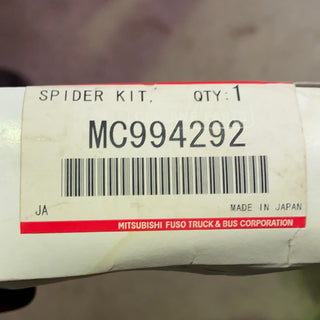 SPIDER KIT, QTY:1
MC994292
JA MADE IN JAPAN
MITSUBISHI FUSO TRUCK & BUS CORPORATION